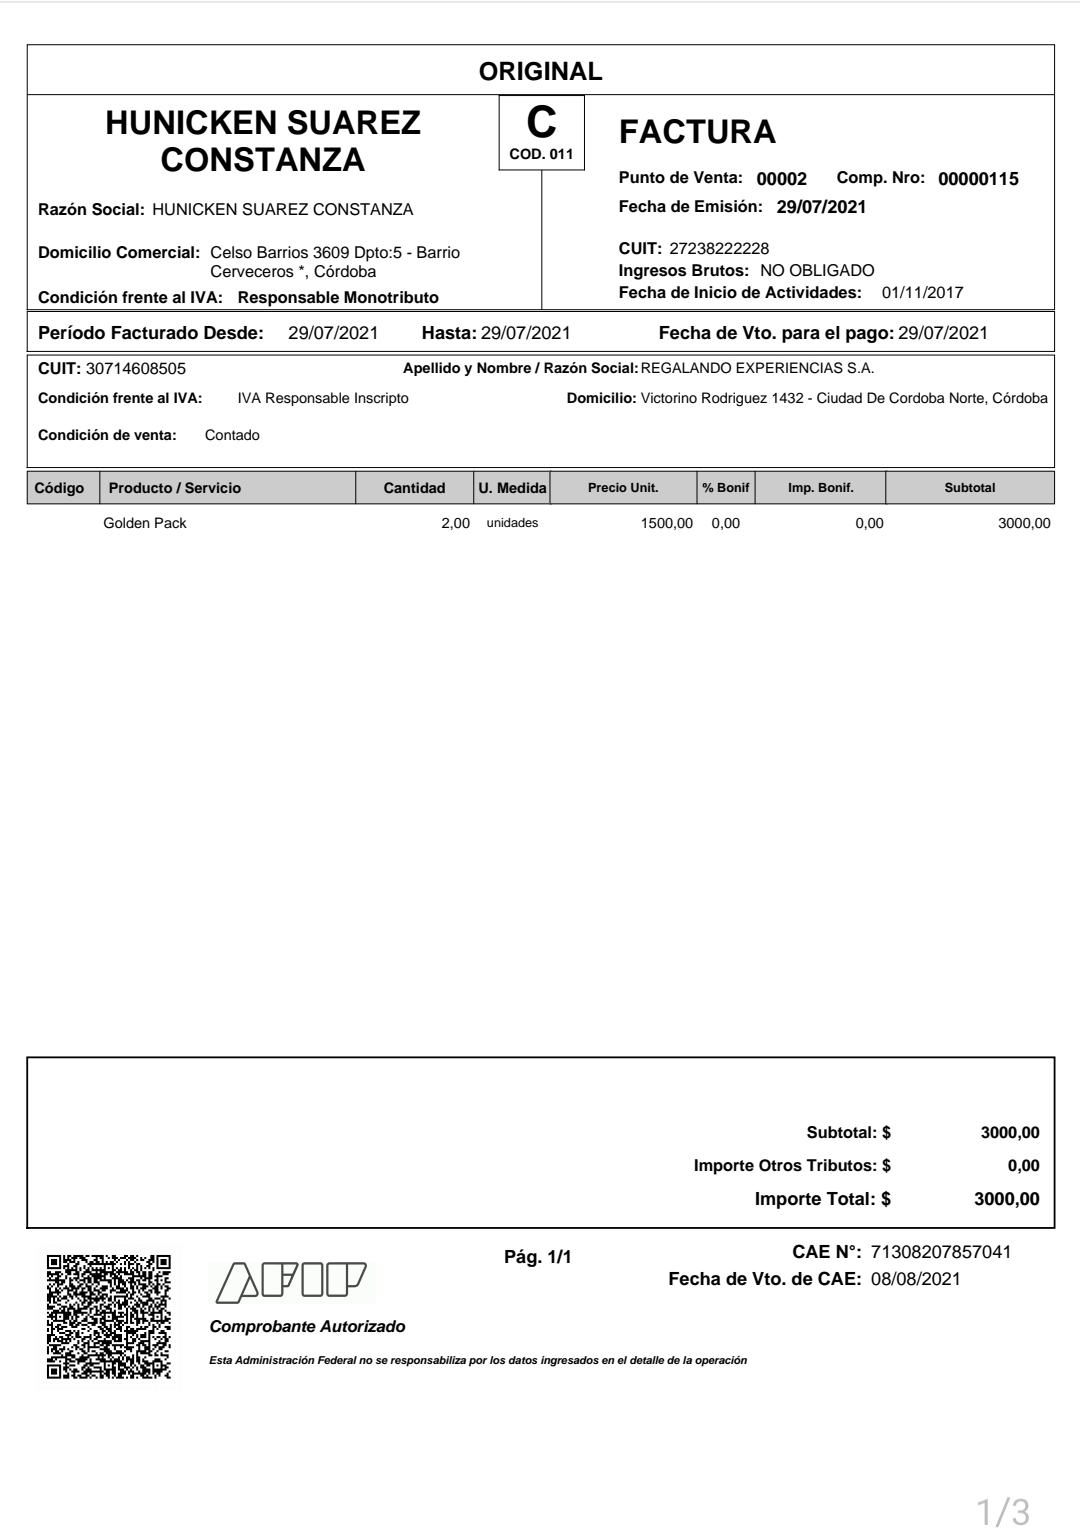 ORIGINAL
HUNICKEN SUAREZ
CONSTANZA
C
COD. 011
FACTURA
Punto de Venta: 00002 Comp. Nro: 00000115
Fecha de Emisión: 29/07/2021
Razón Social: HUNICKEN SUAREZ CONSTANZA
Domicilio Comercial: Celso Barrios 3609 Dpto:5 - Barrio
Cerveceros *, Córdoba
Condición frente al IVA: Responsable Monotributo
CUIT: 27238222228
Ingresos Brutos: NO OBLIGADO
Fecha de Inicio de Actividades: 01/11/2017
Período Facturado Desde: 29/07/2021 Hasta: 29/07/2021 Fecha de Vto. para el pago: 29/07/2021
CUIT: 30714608505 Apellido y Nombre / Razón Social: REGALANDO EXPERIENCIAS S.A.
Condición frente al IVA: IVA Responsable Inscripto Domicilio: Victorino Rodriguez 1432 - Ciudad De Cordoba Norte, Córdoba
Condición de venta: Contado
Código Producto / Servicio Cantidad U. Medida Precio Unit. % Bonif Imp. Bonif. Subtotal
Golden Pack 2,00 unidades 1500,00 0,00 0,00 3000,00
Subtotal: $ 3000,00
Importe Otros Tributos: $ 0,00
Importe Total: $ 3000,00
AFIP
Pág. 1/1
CAE N°: 71308207857041
Fecha de Vto. de CAE: 08/08/2021
Comprobante Autorizado
Esta Administración Federal no se responsabiliza por los datos ingresados en el detalle de la operación
1/3